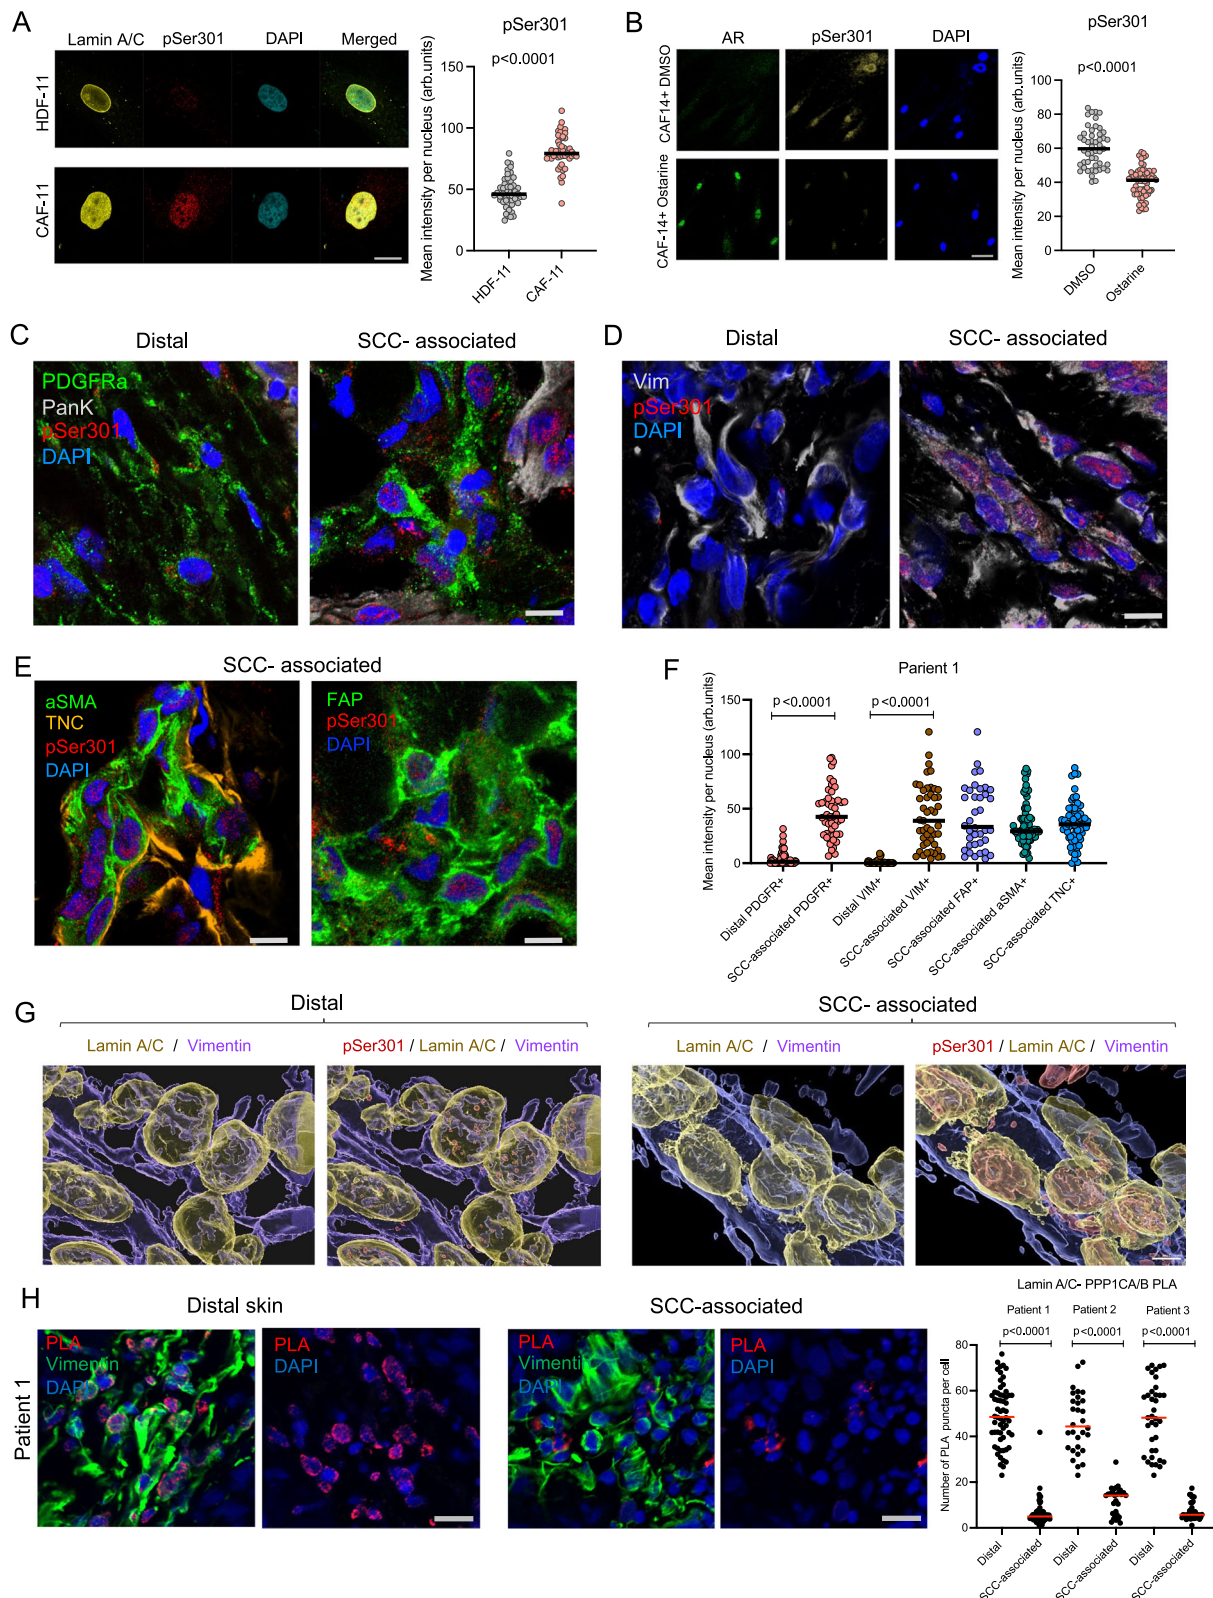 A
Lamin A/C pSer301 DAPI Merged
HDF-11
CAF-11
pSer301
p<0.0001
Mean intensity per nucleus (arb.units)
150
100
50
0
HDF-11
CAF-11
B
AR pSer301 DAPI
CAF14+ DMSO
CAF-14+ Ostarine
pSer301
p<0.0001
Mean intensity per nucleus (arb.units)
100
80
60
40
20
0
DMSO
Ostarine
C
Distal
SCC- associated
PDGFRa
PanK
pSer301
DAPI
D
Distal
SCC- associated
Vim
pSer301
DAPI
E
SCC- associated
aSMA
TNC
pSer301
DAPI
FAP
pSer301
DAPI
F
Parient 1
p<0.0001
p<0.0001
Mean intensity per nucleus (arb.units)
150
100
50
0
Distal PDGFR+
SCC-associated PDGFR+
Distal VIM+
SCC-associated VIM+
SCC-associated FAP+
SCC-associated aSMA+
SCC-associated TNC+
G
Distal
SCC- associated
Lamin A/C / Vimentin
pSer301 / Lamin A/C / Vimentin
Lamin A/C / Vimentin
pSer301 / Lamin A/C / Vimentin
H
Distal skin
SCC-associated
Patient 1
PLA
Vimentin
DAPI
PLA
DAPI
PLA
Vimentin
DAPI
PLA
DAPI
Lamin A/C- PPP1CA/B PLA
Patient 1 Patient 2 Patient 3
p<0.0001 p<0.0001 p<0.0001
Number of PLA puncta per cell
80
60
40
20
0
Distal
SCC-associated
Distal
SCC-associated
Distal
SCC-associated